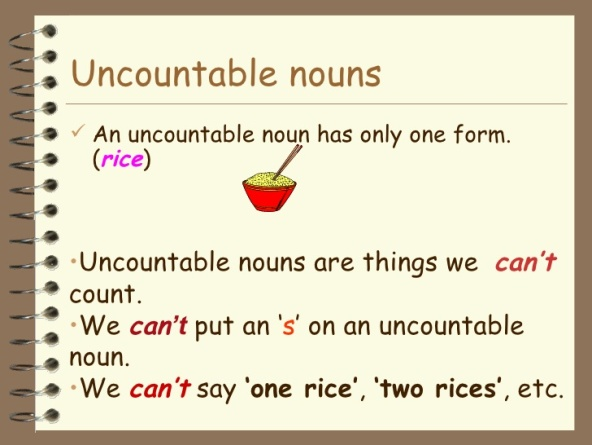 Uncountable nouns
An uncountable noun has only one form.
(rice)
•Uncountable nouns are things we can't
count.
•We can't put an 's' on an uncountable
noun.
•We can't say 'one rice', 'two rices', etc.